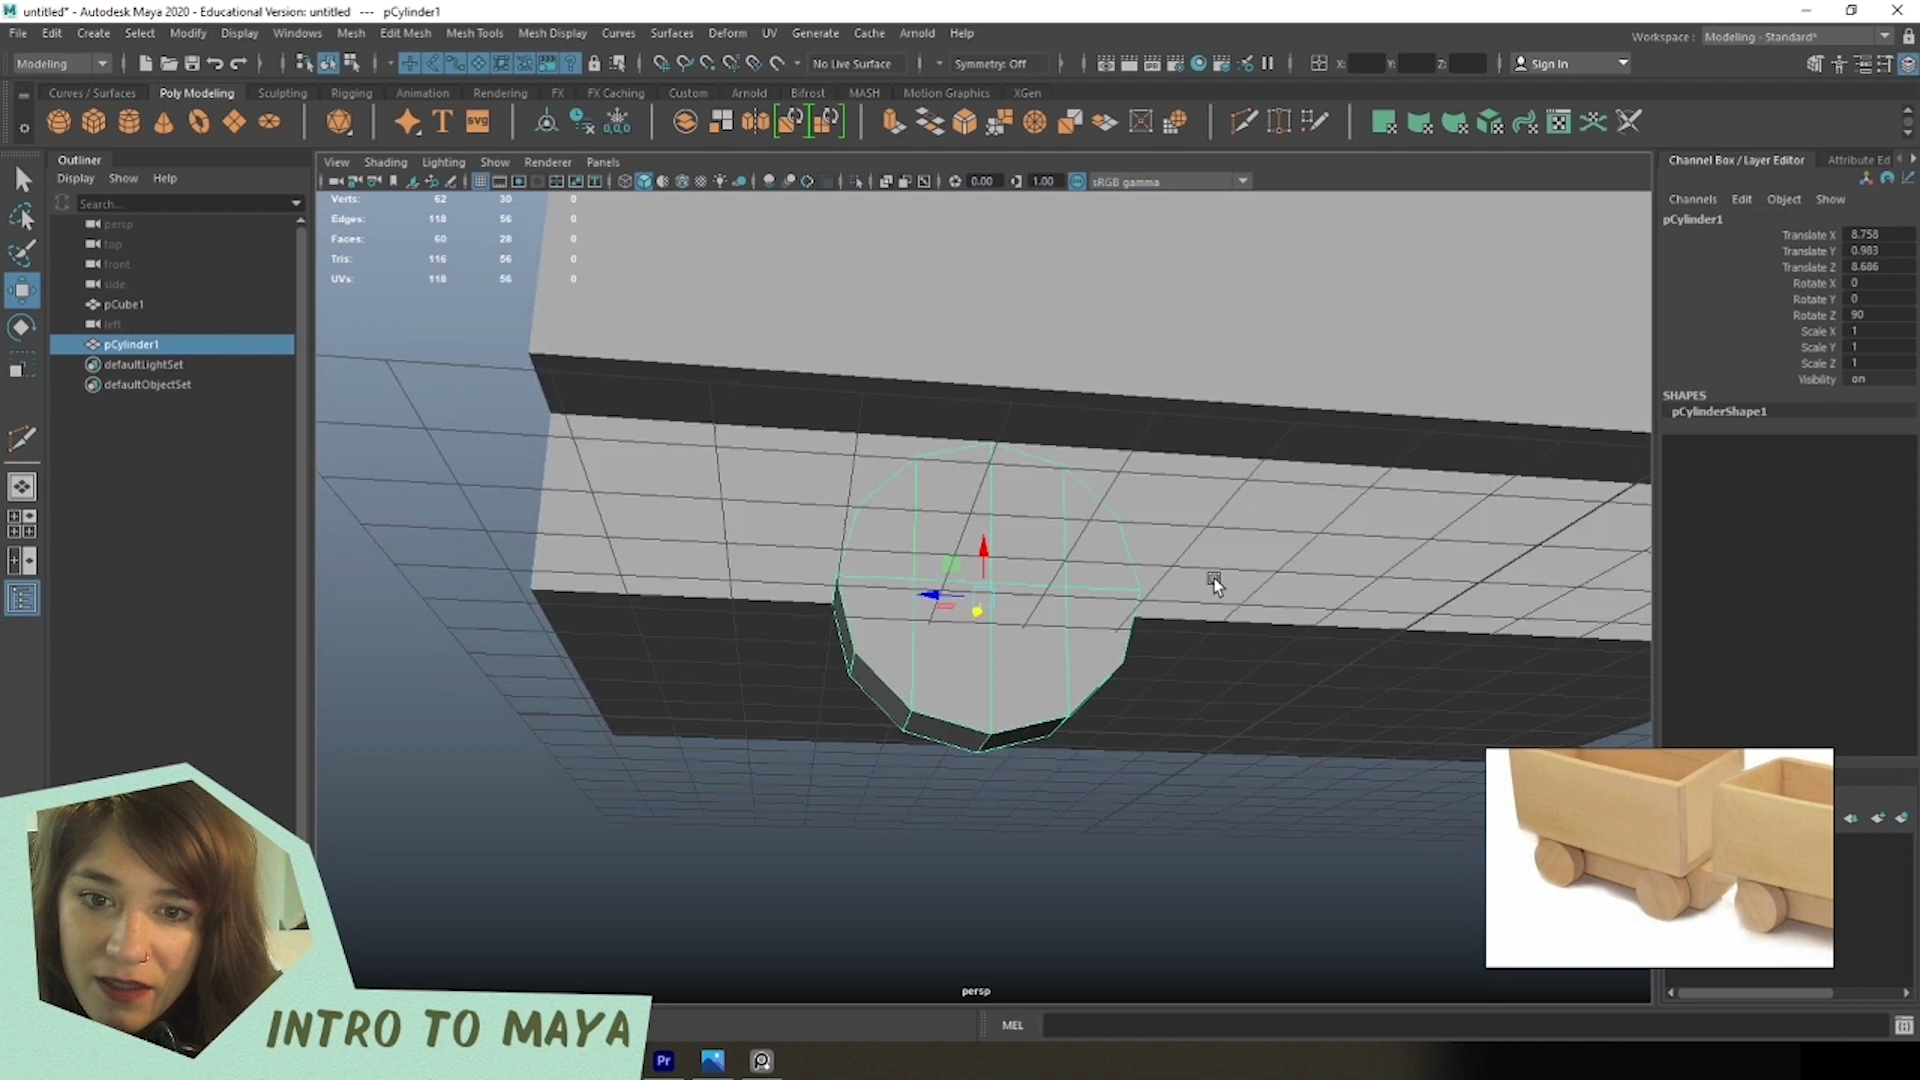 untitled* - Autodesk Maya 2020 - Educational Version: untitled   ---   pCylinder1
File Edit Create Select Modify Display Windows Mesh Edit Mesh Mesh Tools Mesh Display Curves Surfaces Deform UV Generate Cache Arnold Help
Workspace : Modeling - Standard*
Modeling No Live Surface Symmetry: Off X: Y: Z: Sign In
Curves / Surfaces Poly Modeling Sculpting Rigging Animation Rendering FX FX Caching Custom Arnold Bifrost MASH Motion Graphics XGen
T SVG 0,0,0
Outliner
Display Show Help
Search...
persp
top
front
side
pCube1
left
pCylinder1
defaultLightSet
defaultObjectSet
View Shading Lighting Show Renderer Panels
0.00 1.00 sRGB gamma
Verts: 62 30 0
Edges: 118 56 0
Faces: 60 28 0
Tris: 116 56 0
UVs: 118 56 0
persp
Channel Box / Layer Editor Attribute Ed
Channels Edit Object Show
pCylinder1
Translate X 8.758
Translate Y 0.983
Translate Z 8.686
Rotate X 0
Rotate Y 0
Rotate Z 90
Scale X 1
Scale Y 1
Scale Z 1
Visibility on
SHAPES
pCylinderShape1
MEL
INTRO TO MAYA
Pr